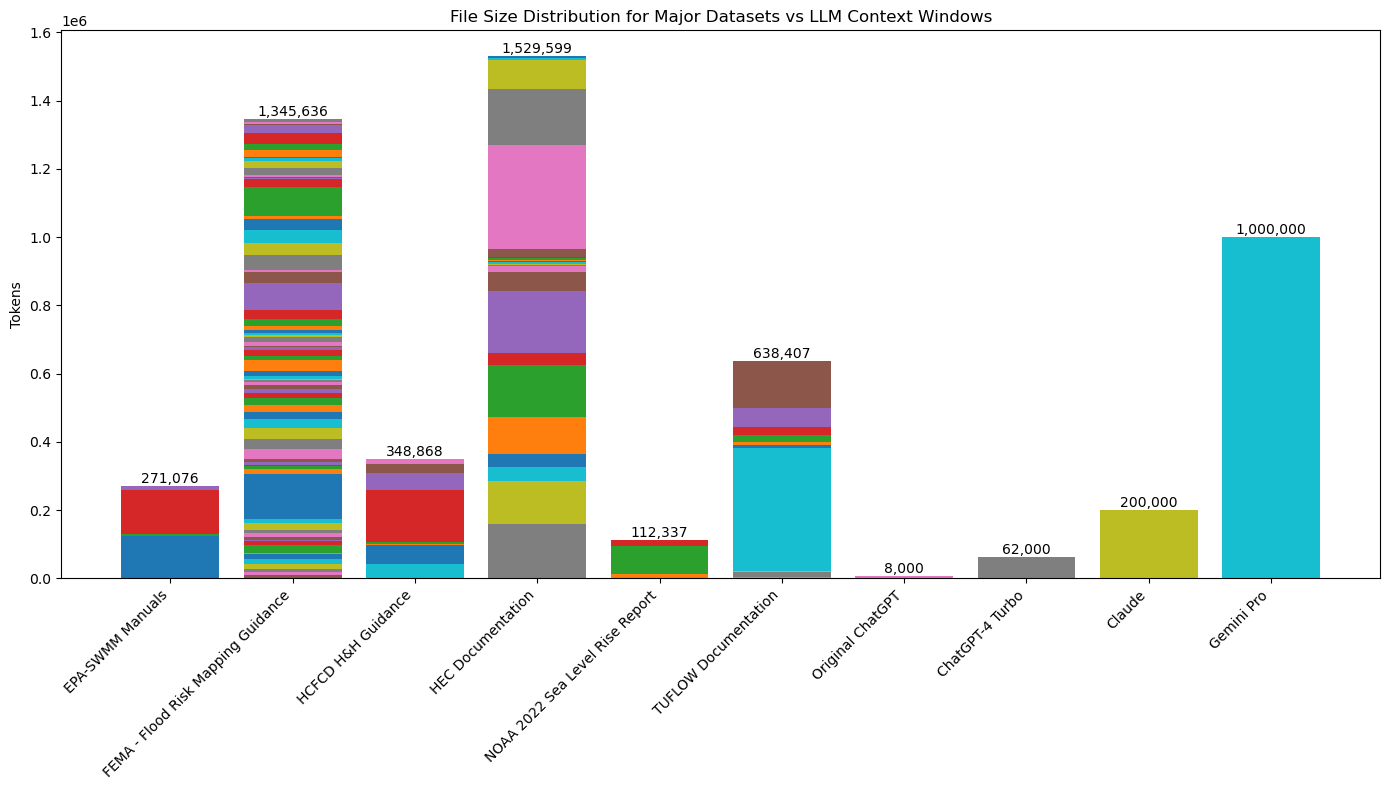 File Size Distribution for Major Datasets vs LLM Context Windows
1e6
1.6
1.4
1.2
1.0
0.8
0.6
0.4
0.2
0.0
Tokens
271,076
1,345,636
348,868
1,529,599
112,337
638,407
8,000
62,000
200,000
1,000,000
EPA-SWMM Manuals
FEMA - Flood Risk Mapping Guidance
HCFCD H&H Guidance
HEC Documentation
NOAA 2022 Sea Level Rise Report
TUFLOW Documentation
Original ChatGPT
ChatGPT-4 Turbo
Claude
Gemini Pro